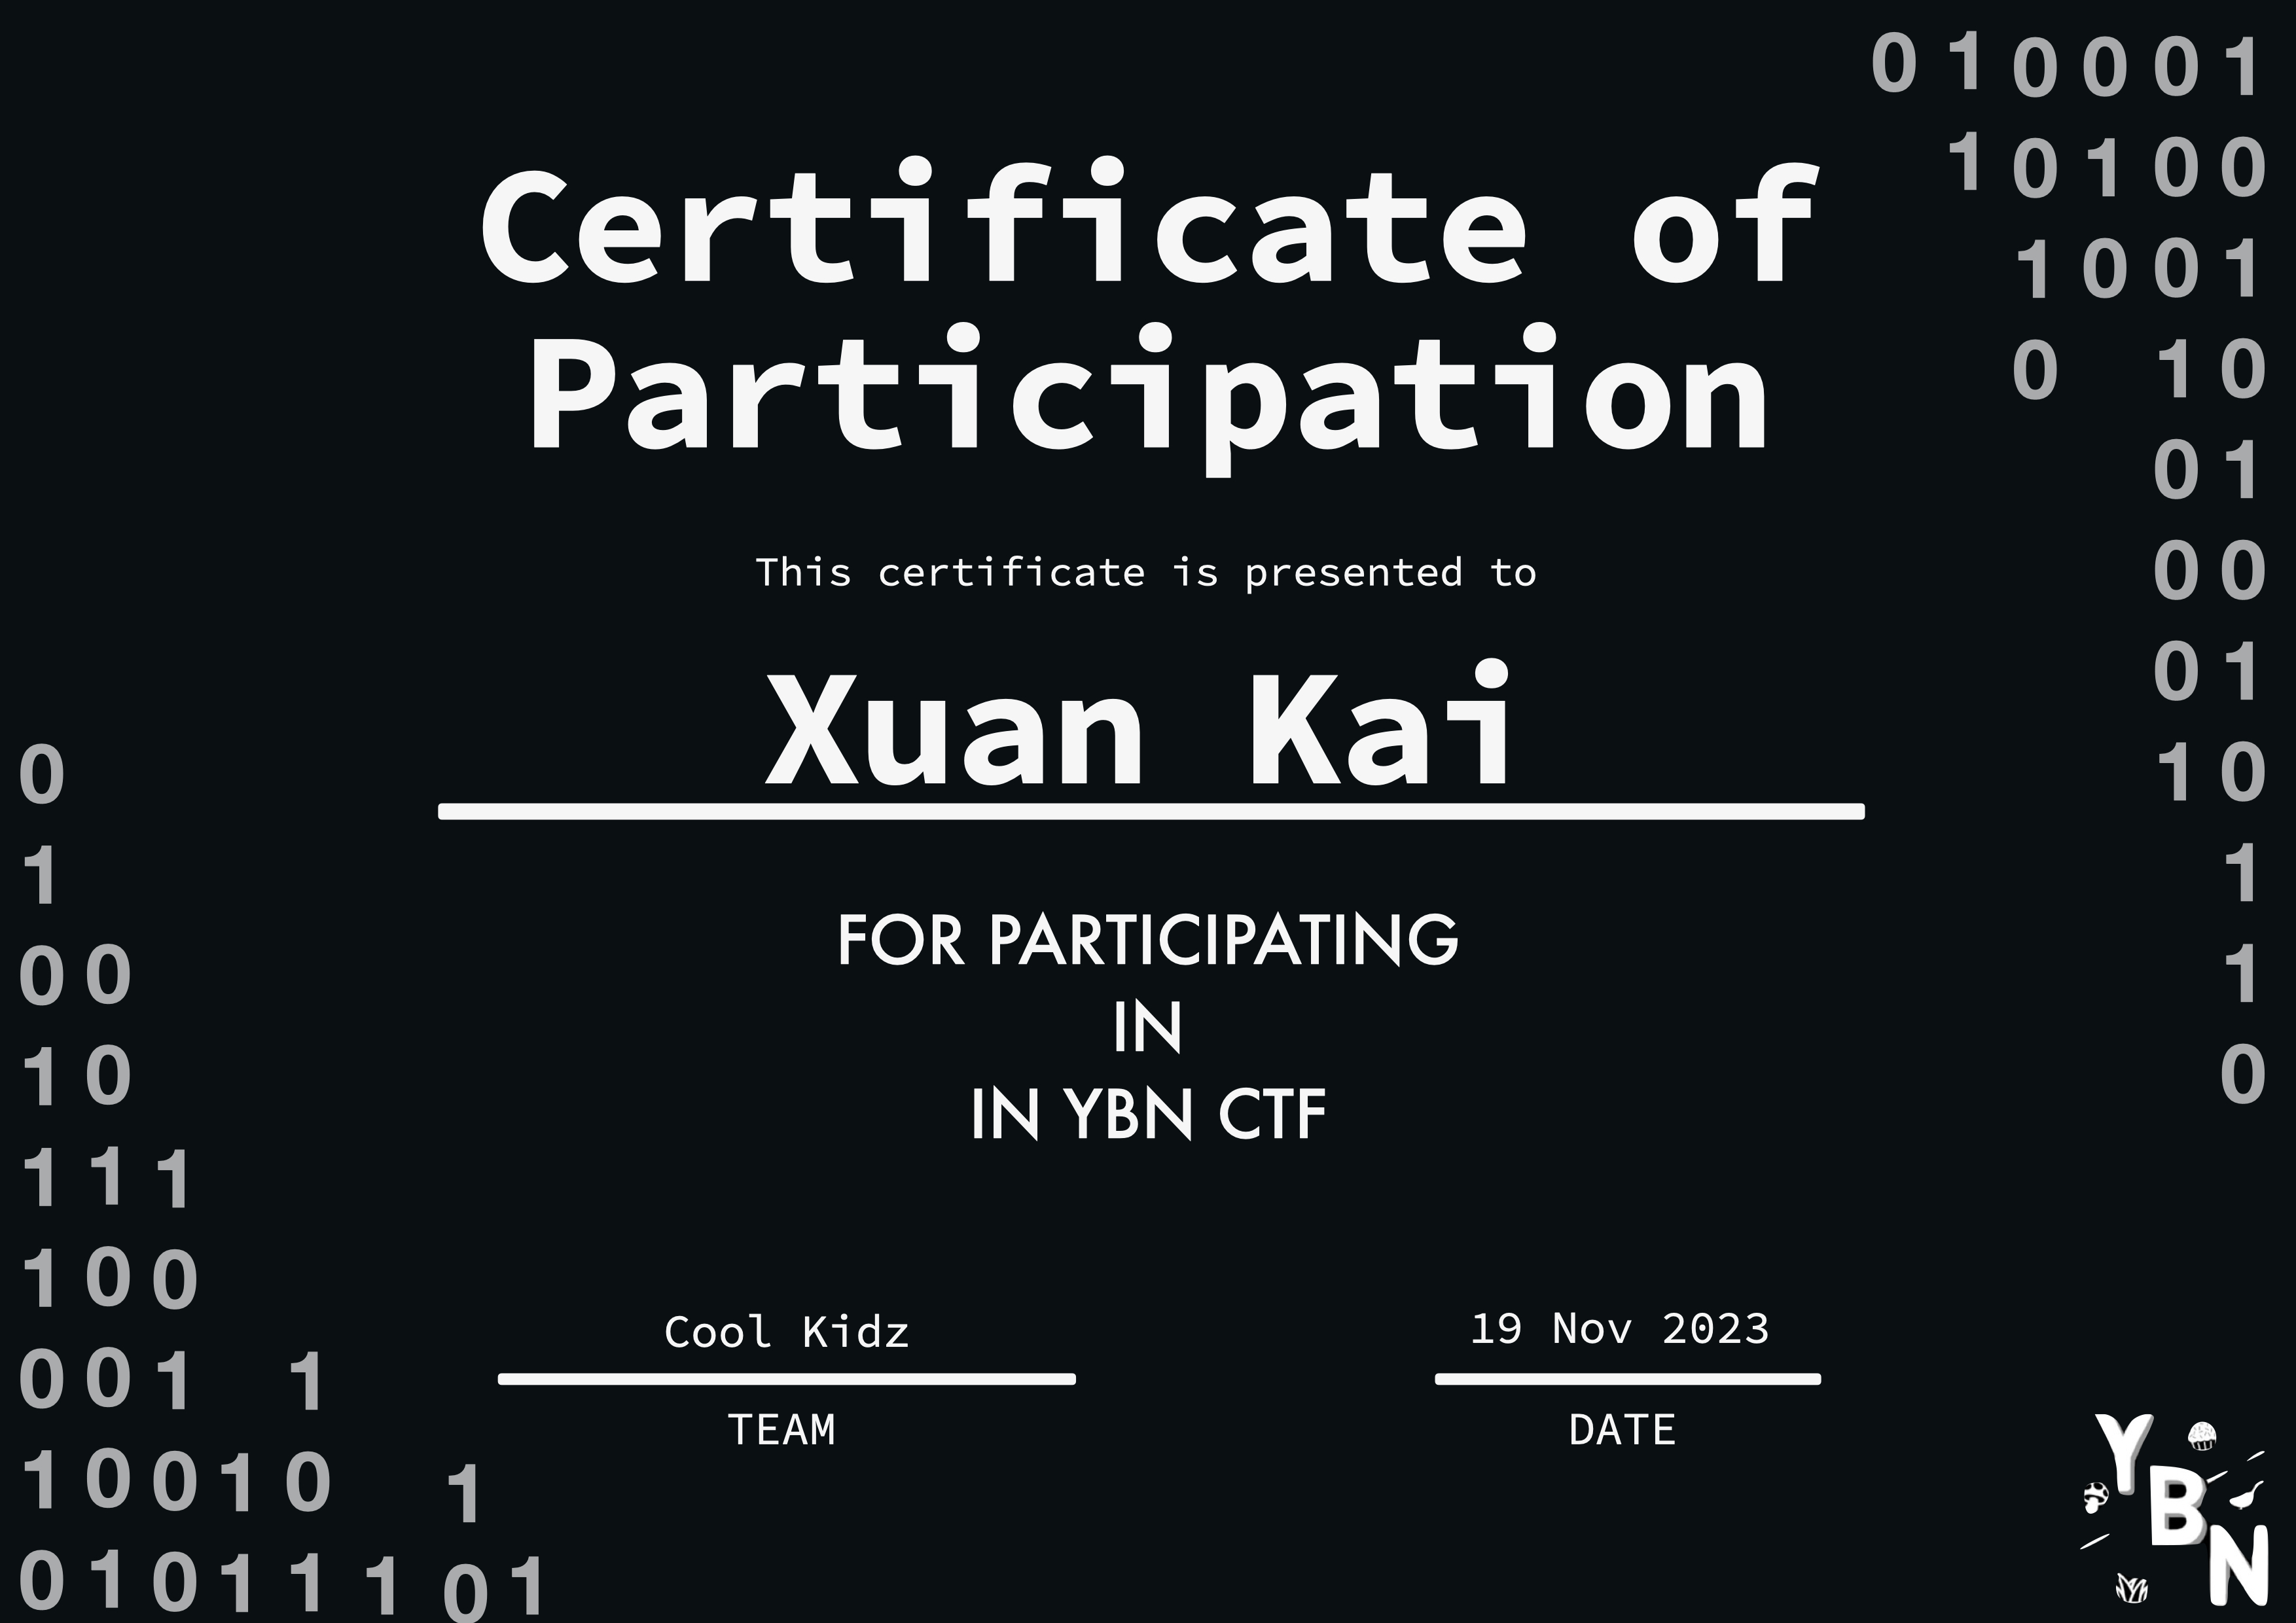 0 1 0 0 0 1
1 0 1 0 0
1 0 0 1
0 1 0
0 1
0 0
0 1
1 0
1
1
0
Certificate of
Participation
This certificate is presented to
Xuan Kai
FOR PARTICIPATING
IN
IN YBN CTF
0
1
0 0
1 0
1 1 1
1 0 0
0 0 1 1
1 0 0 1 0 1
0 1 0 1 1 1 0 1
Cool Kidz
TEAM
19 Nov 2023
DATE
Y
B
N